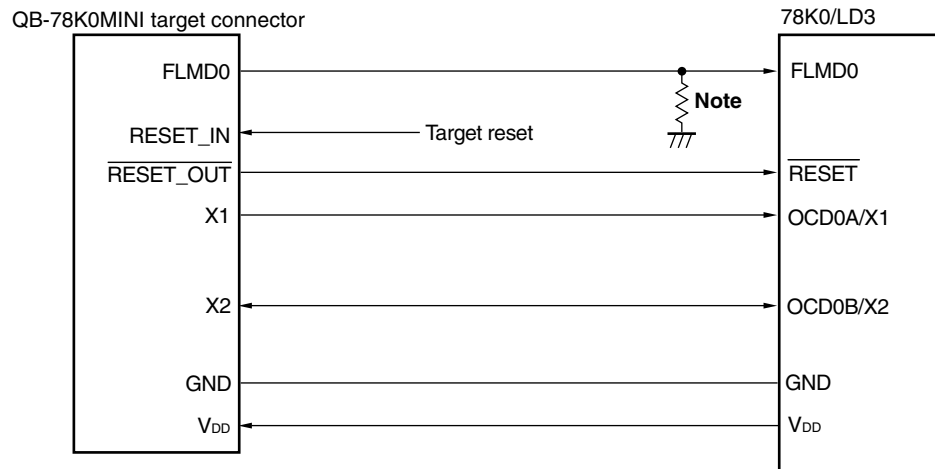 QB-78K0MINI target connector
78K0/LD3
FLMD0
FLMD0
Note
RESET_IN
Target reset
RESET_OUT
RESET
X1
OCD0A/X1
X2
OCD0B/X2
GND
GND
VDD
VDD